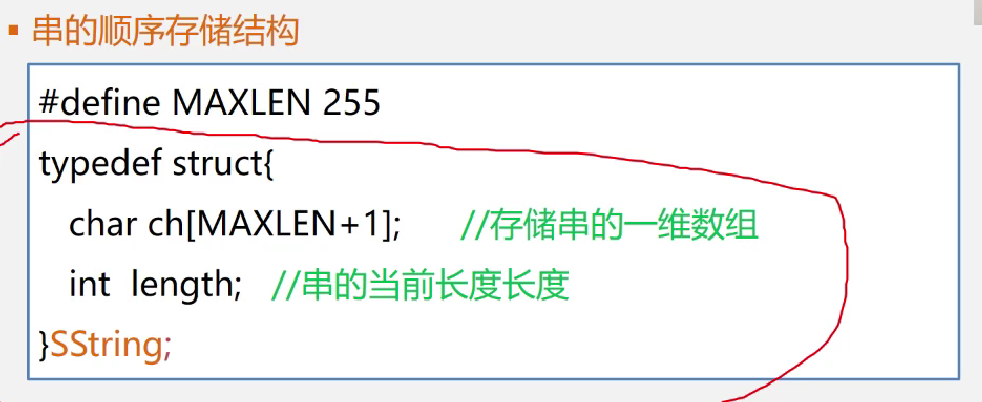 串的顺序存储结构
#define MAXLEN 255
typedef struct{
char ch[MAXLEN+1]; //存储串的一维数组
int length; //串的当前长度长度
}SString;